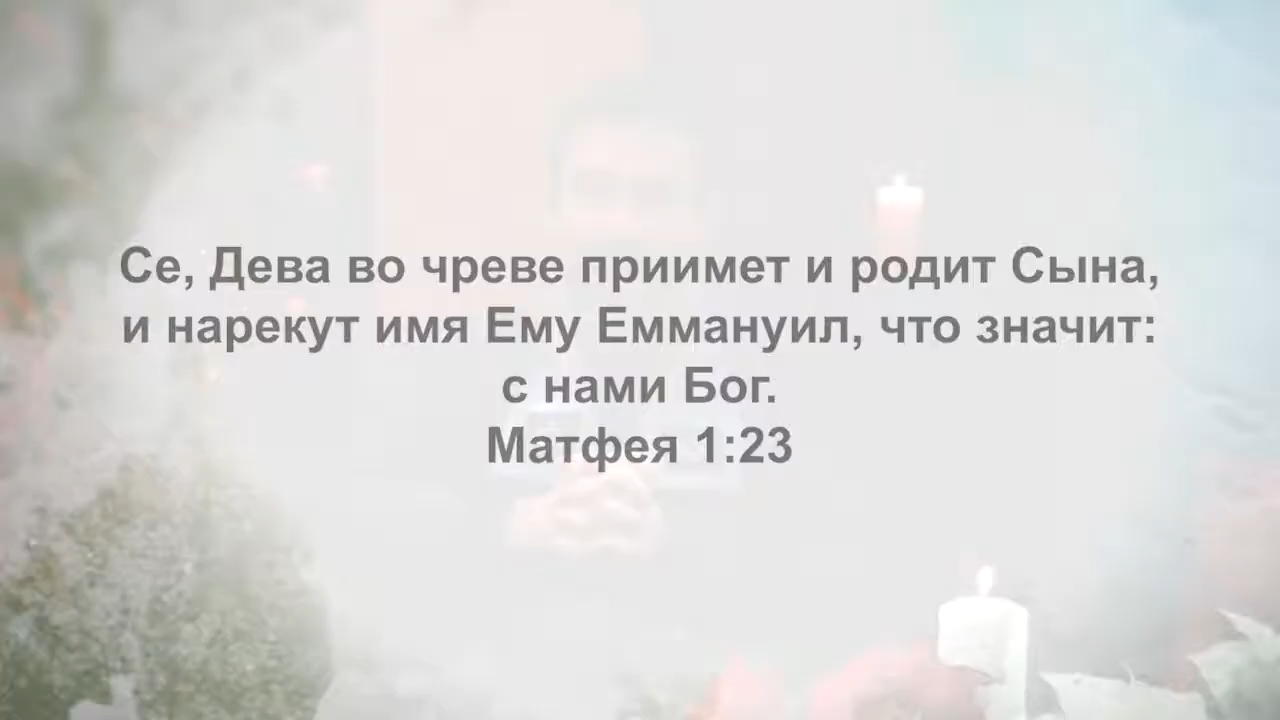 Се, Дева во чреве приимет и родит Сына,
и нарекут имя Ему Еммануил, что значит:
с нами Бог.
Матфея 1:23